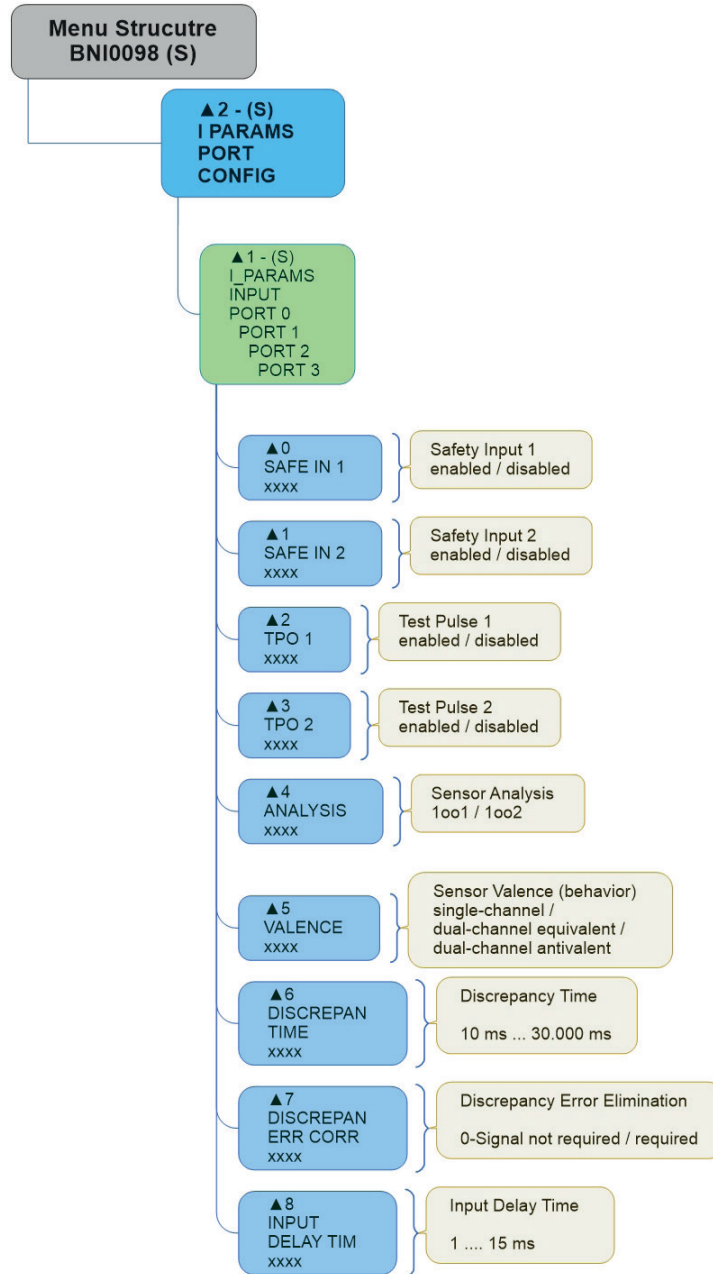 Menu Strucutre
BNI0098 (S)
▲2 - (S)
I PARAMS
PORT
CONFIG
▲1 - (S)
I_PARAMS
INPUT
PORT 0
PORT 1
PORT 2
PORT 3
▲0
SAFE IN 1
xxxx
Safety Input 1
enabled / disabled
▲1
SAFE IN 2
xxxx
Safety Input 2
enabled / disabled
▲2
TPO 1
xxxx
Test Pulse 1
enabled / disabled
▲3
TPO 2
xxxx
Test Pulse 2
enabled / disabled
▲4
ANALYSIS
xxxx
Sensor Analysis
1oo1 / 1oo2
▲5
VALENCE
xxxx
Sensor Valence (behavior)
single-channel /
dual-channel equivalent /
dual-channel antivalent
▲6
DISCREPAN
TIME
xxxx
Discrepancy Time
10 ms ... 30.000 ms
▲7
DISCREPAN
ERR CORR
xxxx
Discrepancy Error Elimination
0-Signal not required / required
▲8
INPUT
DELAY TIM
xxxx
Input Delay Time
1 .... 15 ms